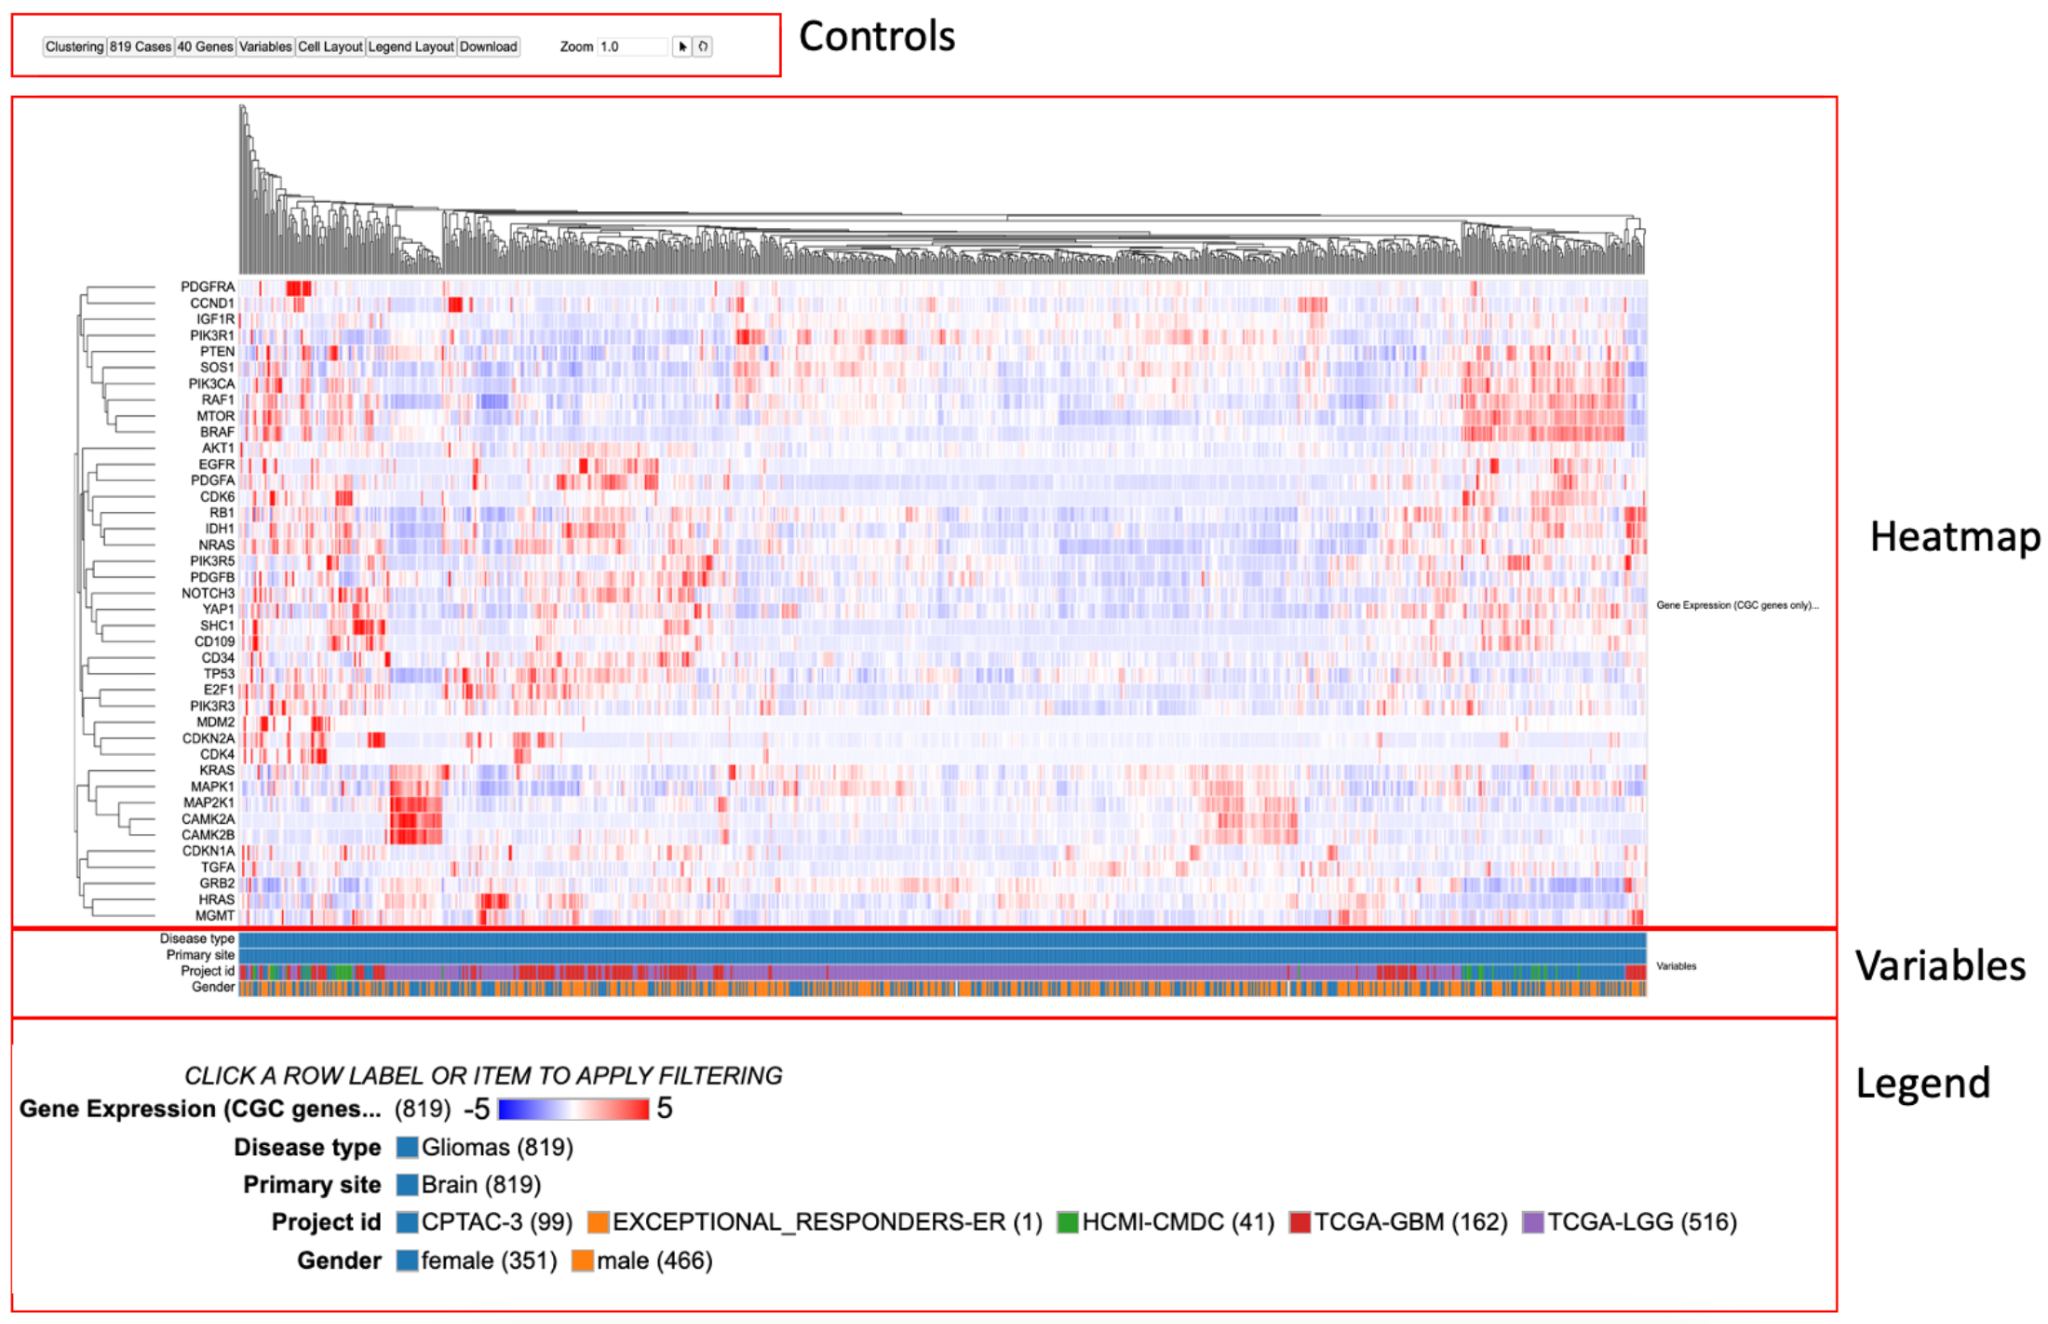 Clustering 819 Cases 40 Genes Variables Cell Layout Legend Layout Download Zoom 1.0
Controls
PDGFRA
CCND1
IGF1R
PIK3R1
PTEN
SOS1
PIK3CA
RAF1
MTOR
BRAF
AKT1
EGFR
PDGFA
CDK6
RB1
IDH1
NRAS
PIK3R5
PDGFB
NOTCH3
YAP1
SHC1
CD109
CD34
TP53
E2F1
PIK3R3
MDM2
CDKN2A
CDK4
KRAS
MAPK1
MAP2K1
CAMK2A
CAMK2B
CDKN1A
TGFA
GRB2
HRAS
MGMT
Gene Expression (CGC genes only)...
Heatmap
Disease type
Primary site
Project id
Gender
Variables
Variables
CLICK A ROW LABEL OR ITEM TO APPLY FILTERING
Gene Expression (CGC genes... (819) -5 5
Disease type Gliomas (819)
Primary site Brain (819)
Project id CPTAC-3 (99) EXCEPTIONAL_RESPONDERS-ER (1) HCMI-CMDC (41) TCGA-GBM (162) TCGA-LGG (516)
Gender female (351) male (466)
Legend